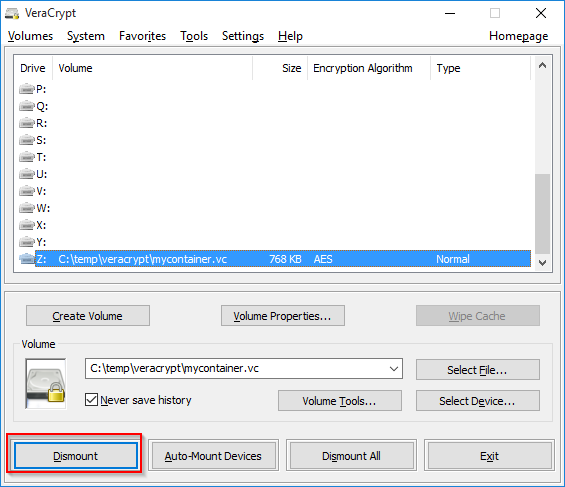 VeraCrypt
Volumes System Favorites Tools Settings Help Homepage
Drive Volume Size Encryption Algorithm Type
P:
Q:
R:
S:
T:
U:
V:
W:
X:
Y:
Z: C:\temp\veracrypt\mycontainer.vc 768 KB AES Normal
Create Volume Volume Properties... Wipe Cache
Volume
C:\temp\veracrypt\mycontainer.vc Select File...
Never save history Volume Tools... Select Device...
Dismount Auto-Mount Devices Dismount All Exit